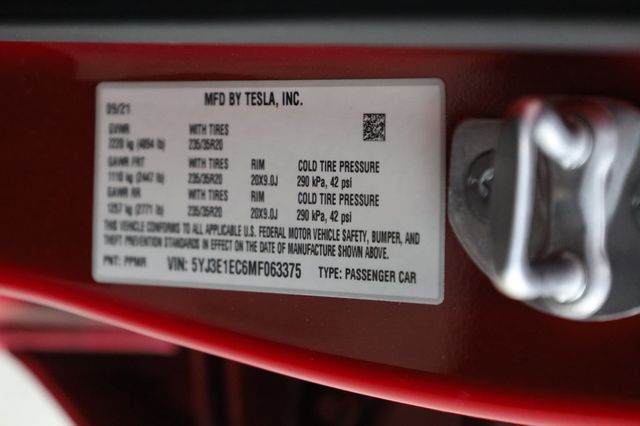 MFD BY TESLA, INC.
09/21
GVWR WITH TIRES
2220 kg (4894 lb) 235/35R20
GAWR FRT WITH TIRES RIM COLD TIRE PRESSURE
1110 kg (2447 lb) 235/35R20 20X9.0J 290 kPa, 42 psi
GAWR RR WITH TIRES RIM COLD TIRE PRESSURE
1257 kg (2771 lb) 235/35R20 20X9.0J 290 kPa, 42 psi
THIS VEHICLE CONFORMS TO ALL APPLICABLE U.S. FEDERAL MOTOR VEHICLE SAFETY, BUMPER, AND
THEFT PREVENTION STANDARDS IN EFFECT ON THE DATE OF MANUFACTURE SHOWN ABOVE.
PNT: PPMR VIN: 5YJ3E1EC6MF063375 TYPE: PASSENGER CAR